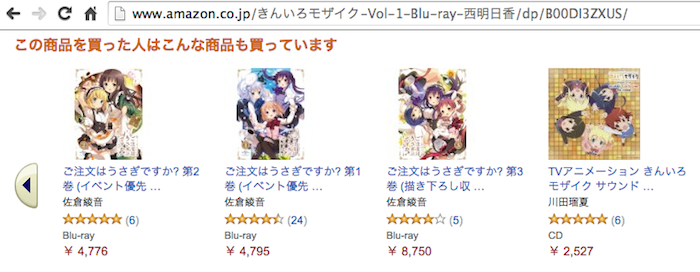 www.amazon.co.jp/きんいろモザイク-Vol-1-Blu-ray-西明日香/dp/B00DI3ZXUS/
この商品を買った人はこんな商品も買っています
ご注文はうさぎですか? 第2
巻 (イベント優先 ...
佐倉綾音
(6)
Blu-ray
¥ 4,776
ご注文はうさぎですか? 第1
巻 (イベント優先 ...
佐倉綾音
(24)
Blu-ray
¥ 4,795
ご注文はうさぎですか? 第3
巻 (描き下ろし収 ...
佐倉綾音
(5)
Blu-ray
¥ 8,750
TVアニメーション きんいろ
モザイク サウンド ...
川田瑠夏
(6)
CD
¥ 2,527